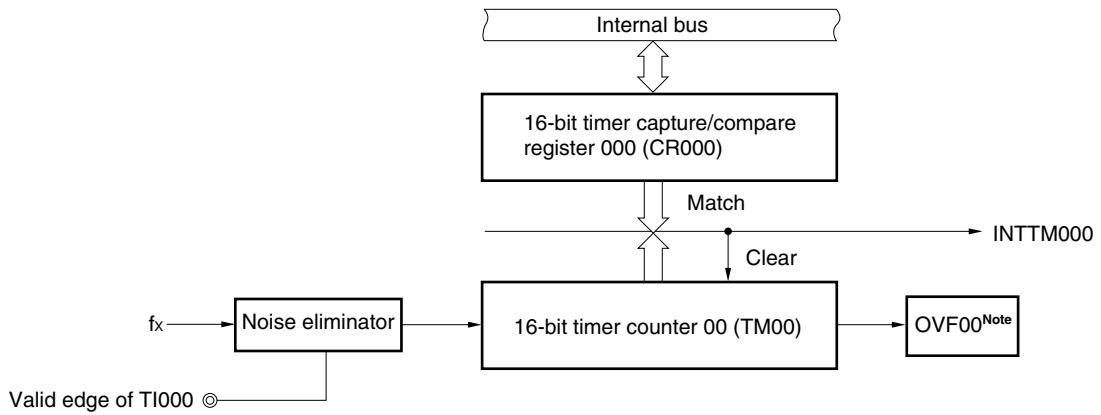 Internal bus
16-bit timer capture/compare
register 000 (CR000)
Match
INTTM000
Clear
fx
Noise eliminator
16-bit timer counter 00 (TM00)
OVF00Note
Valid edge of TI000